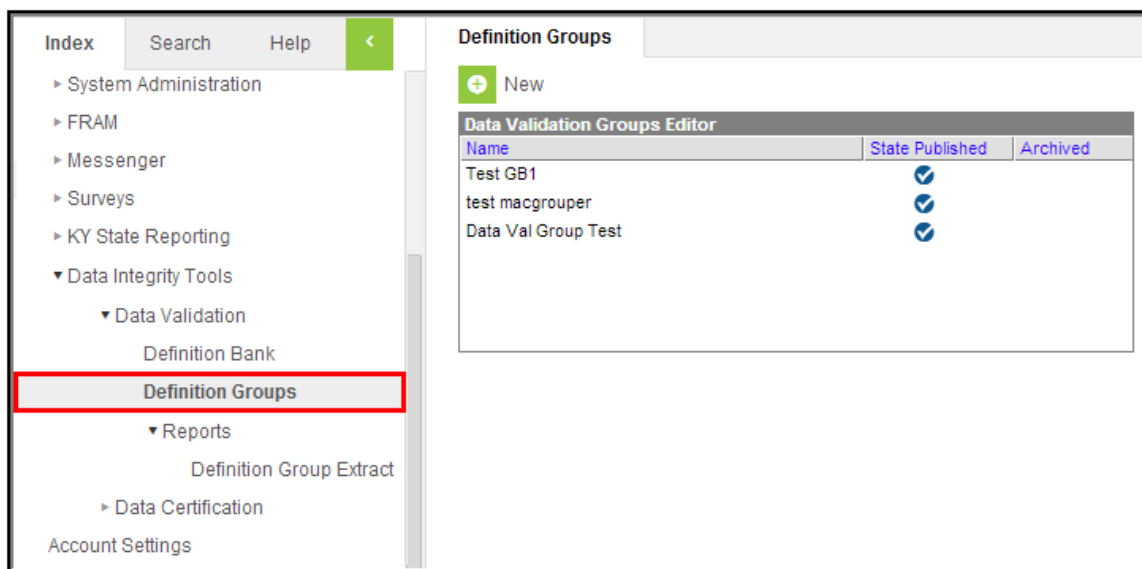 Index Search Help
System Administration
FRAM
Messenger
Surveys
KY State Reporting
Data Integrity Tools
Data Validation
Definition Bank
Definition Groups
Reports
Definition Group Extract
Data Certification
Account Settings
Definition Groups
New
Data Validation Groups Editor
Name State Published Archived
Test GB1
test macgrouper
Data Val Group Test